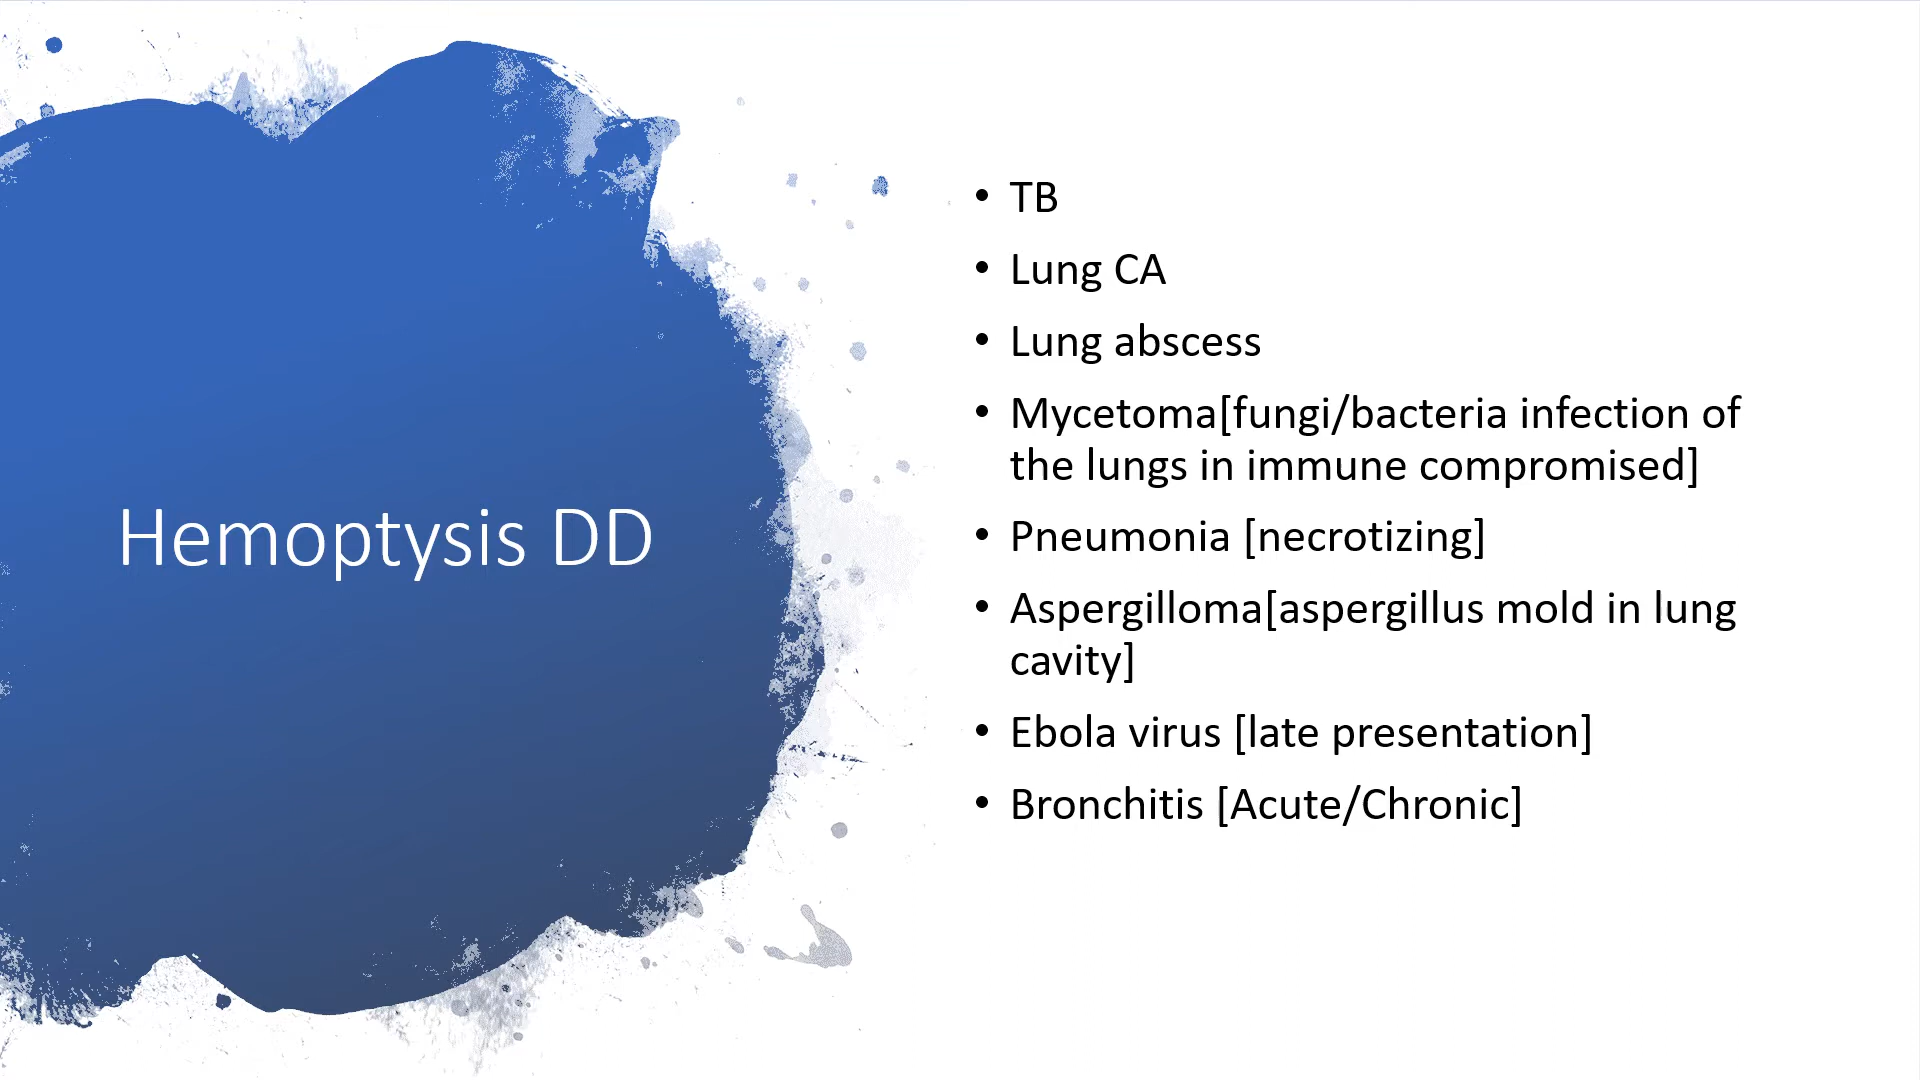 Hemoptysis DD
• TB
• Lung CA
• Lung abscess
• Mycetoma[fungi/bacteria infection of
the lungs in immune compromised]
• Pneumonia [necrotizing]
• Aspergilloma[aspergillus mold in lung
cavity]
• Ebola virus [late presentation]
• Bronchitis [Acute/Chronic]